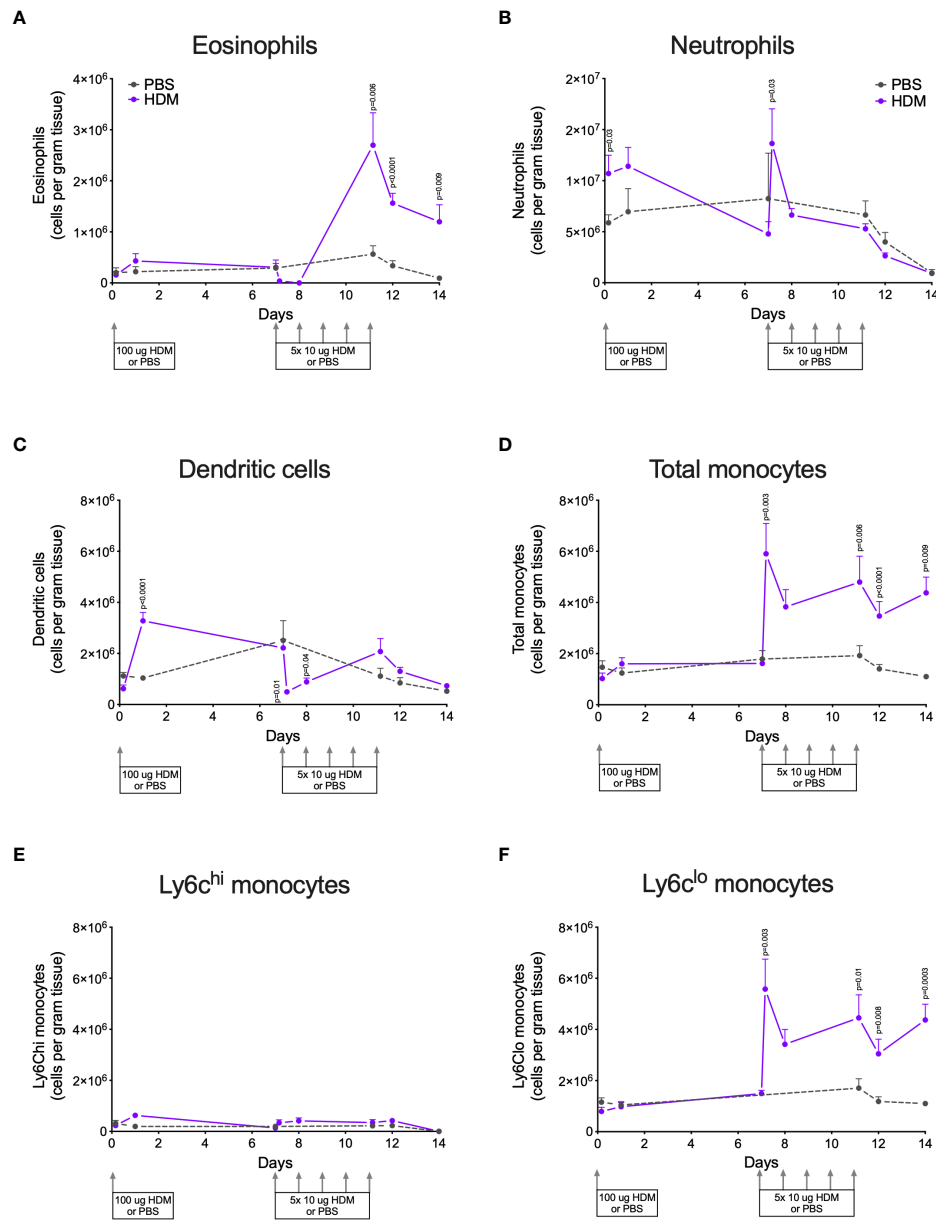 A
Eosinophils
4×10⁶
3×10⁶
2×10⁶
1×10⁶
0
Eosinophils
(cells per gram tissue)
PBS
HDM
p=0.006
p<0.0001
p=0.009
0 2 4 6 8 10 12 14
Days
100 ug HDM
or PBS
5x 10 ug HDM
or PBS
B
Neutrophils
2×10⁷
2×10⁷
1×10⁷
5×10⁶
0
Neutrophils
(cells per gram tissue)
PBS
HDM
p=0.03
p=0.03
0 2 4 6 8 10 12 14
Days
100 ug HDM
or PBS
5x 10 ug HDM
or PBS
C
Dendritic cells
8×10⁶
6×10⁶
4×10⁶
2×10⁶
0
Dendritic cells
(cells per gram tissue)
p<0.0001
p=0.01
p=0.04
0 2 4 6 8 10 12 14
Days
100 ug HDM
or PBS
5x 10 ug HDM
or PBS
D
Total monocytes
8×10⁶
6×10⁶
4×10⁶
2×10⁶
0
Total monocytes
(cells per gram tissue)
p=0.003
p=0.006
p<0.0001
p=0.009
0 2 4 6 8 10 12 14
Days
100 ug HDM
or PBS
5x 10 ug HDM
or PBS
E
Ly6cʰⁱ monocytes
8×10⁶
6×10⁶
4×10⁶
2×10⁶
0
Ly6Chi monocytes
(cells per gram tissue)
0 2 4 6 8 10 12 14
Days
100 ug HDM
or PBS
5x 10 ug HDM
or PBS
F
Ly6cˡᵒ monocytes
8×10⁶
6×10⁶
4×10⁶
2×10⁶
0
Ly6Clo monocytes
(cells per gram tissue)
p=0.003
p=0.01
p=0.008
p=0.0003
0 2 4 6 8 10 12 14
Days
100 ug HDM
or PBS
5x 10 ug HDM
or PBS